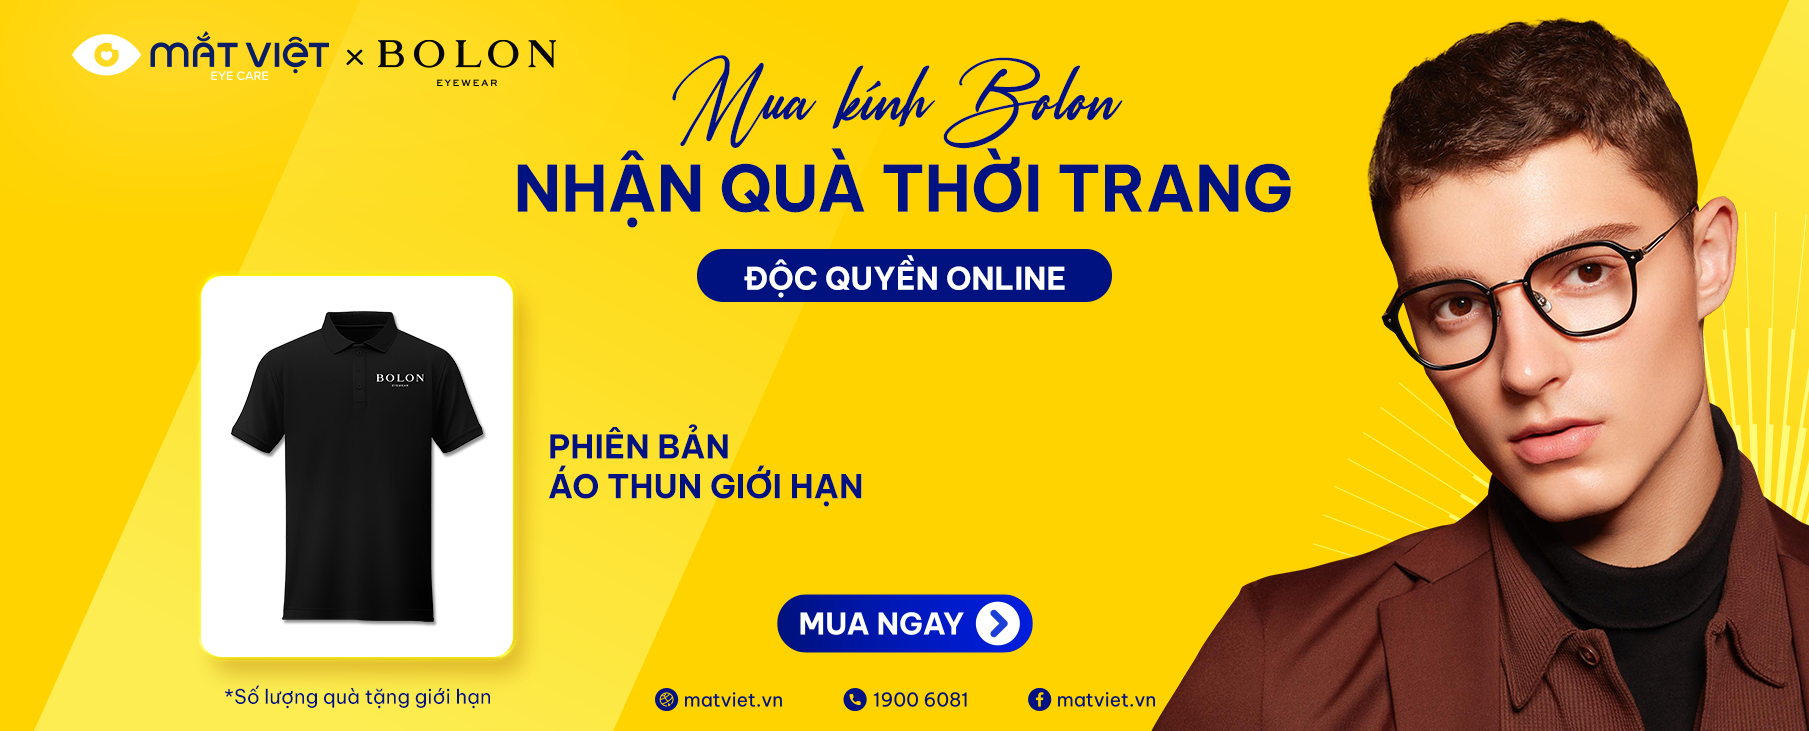 MẮT VIỆT × BOLON
EYE CARE
EYEWEAR
Mua kính Bolon
NHẬN QUÀ THỜI TRANG
ĐỘC QUYỀN ONLINE
BOLON
EYEWEAR
PHIÊN BẢN
ÁO THUN GIỚI HẠN
MUA NGAY
*Số lượng quà tặng giới hạn
matviet.vn 1900 6081 matviet.vn